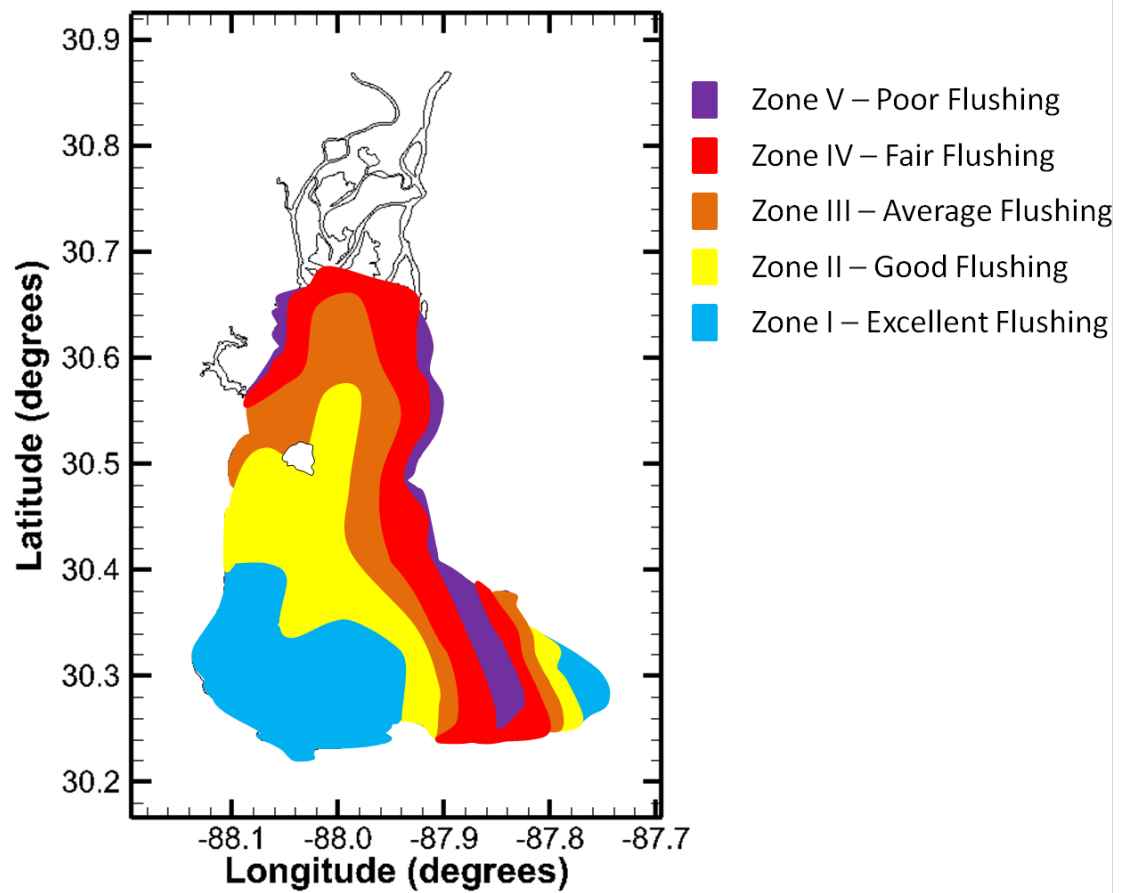 30.9
30.8
30.7
30.6
30.5
30.4
30.3
30.2
Latitude (degrees)
-88.1 -88.0 -87.9 -87.8 -87.7
Longitude (degrees)
Zone V – Poor Flushing
Zone IV – Fair Flushing
Zone III – Average Flushing
Zone II – Good Flushing
Zone I – Excellent Flushing